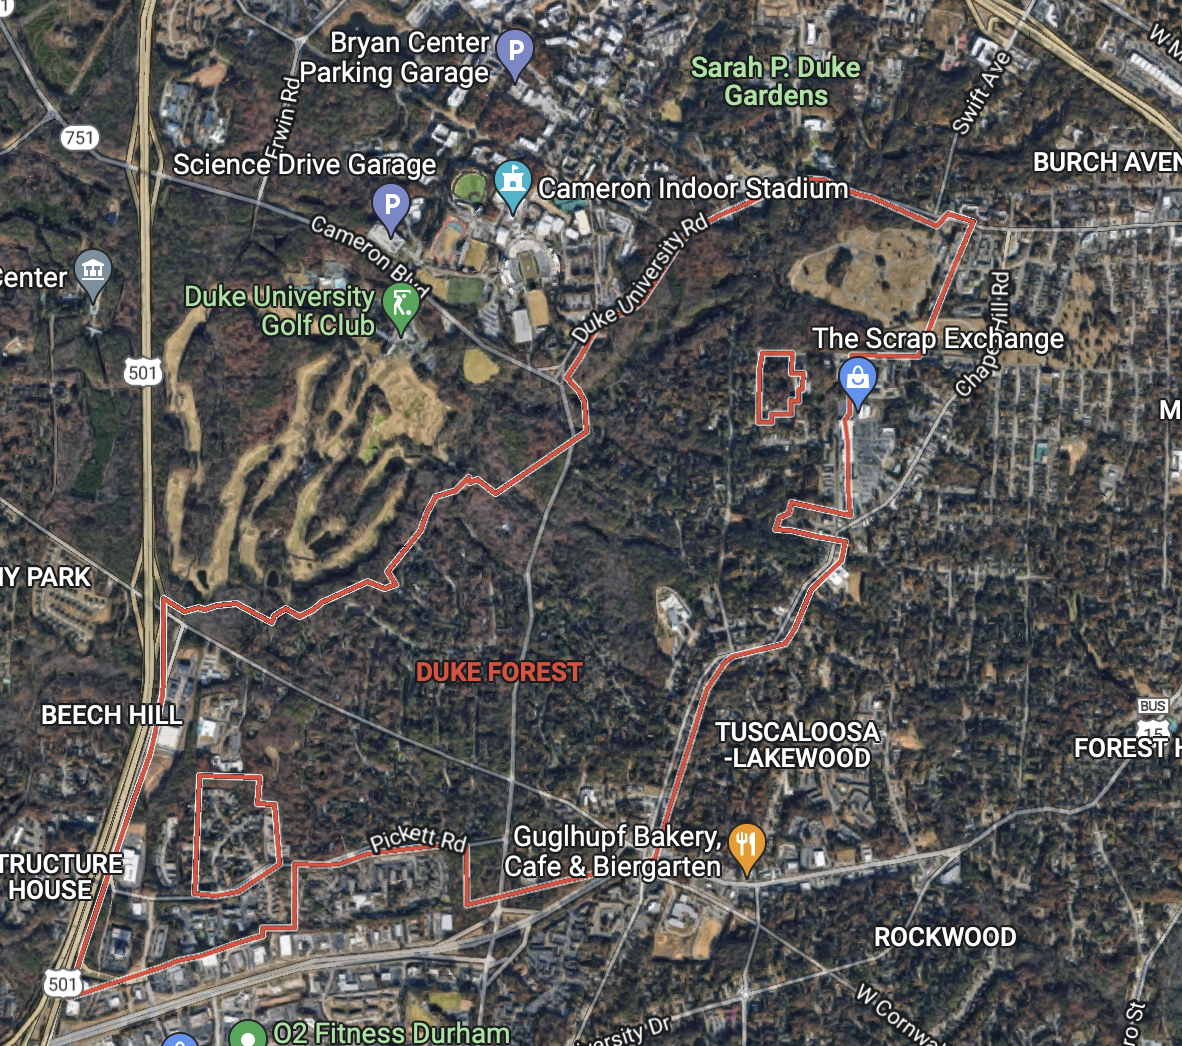 1
Bryan Center
Parking Garage
P
Sarah P. Duke
Gardens
W M
Swift Ave
Erwin Rd
751
Science Drive Garage
BURCH AVEN
P
Cameron Indoor Stadium
Cameron Blvd
Duke University Rd
Center
Duke University
Golf Club
Chapel Hill Rd
The Scrap Exchange
501
M
NY PARK
DUKE FOREST
BEECH HILL
BUS
15
TUSCALOOSA
-LAKEWOOD
FOREST H
Pickett Rd
Guglhupf Bakery,
Cafe & Biergarten
TRUCTURE
HOUSE
ROCKWOOD
501
W Cornwa
versity Dr
ro St
O2 Fitness Durham